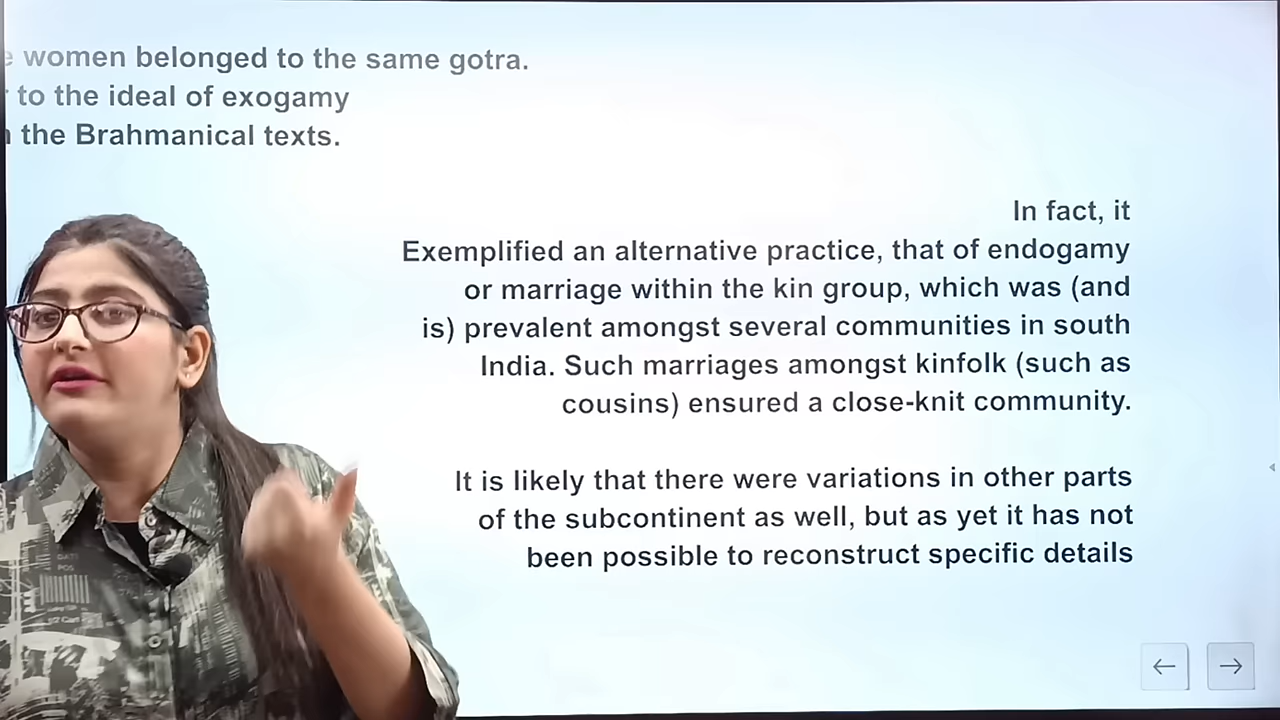 women belonged to the same gotra.
to the ideal of exogamy
the Brahmanical texts.
In fact, it
Exemplified an alternative practice, that of endogamy
or marriage within the kin group, which was (and
is) prevalent amongst several communities in south
India. Such marriages amongst kinfolk (such as
cousins) ensured a close-knit community.
It is likely that there were variations in other parts
of the subcontinent as well, but as yet it has not
been possible to reconstruct specific details